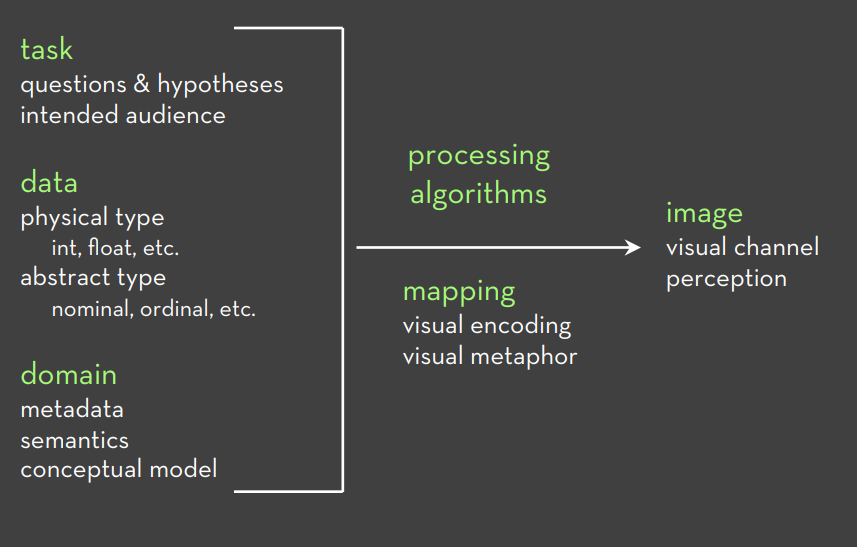 task
questions & hypotheses
intended audience
data
physical type
int, float, etc.
abstract type
nominal, ordinal, etc.
domain
metadata
semantics
conceptual model
processing
algorithms
mapping
visual encoding
visual metaphor
image
visual channel
perception